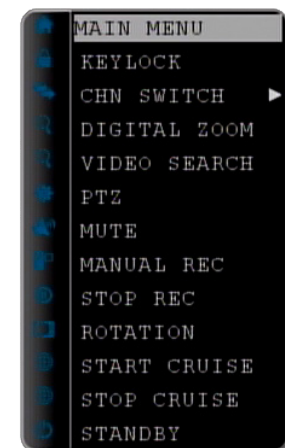 MAIN MENU
KEYLOCK
CHN SWITCH
DIGITAL ZOOM
VIDEO SEARCH
PTZ
MUTE
MANUAL REC
STOP REC
ROTATION
START CRUISE
STOP CRUISE
STANDBY